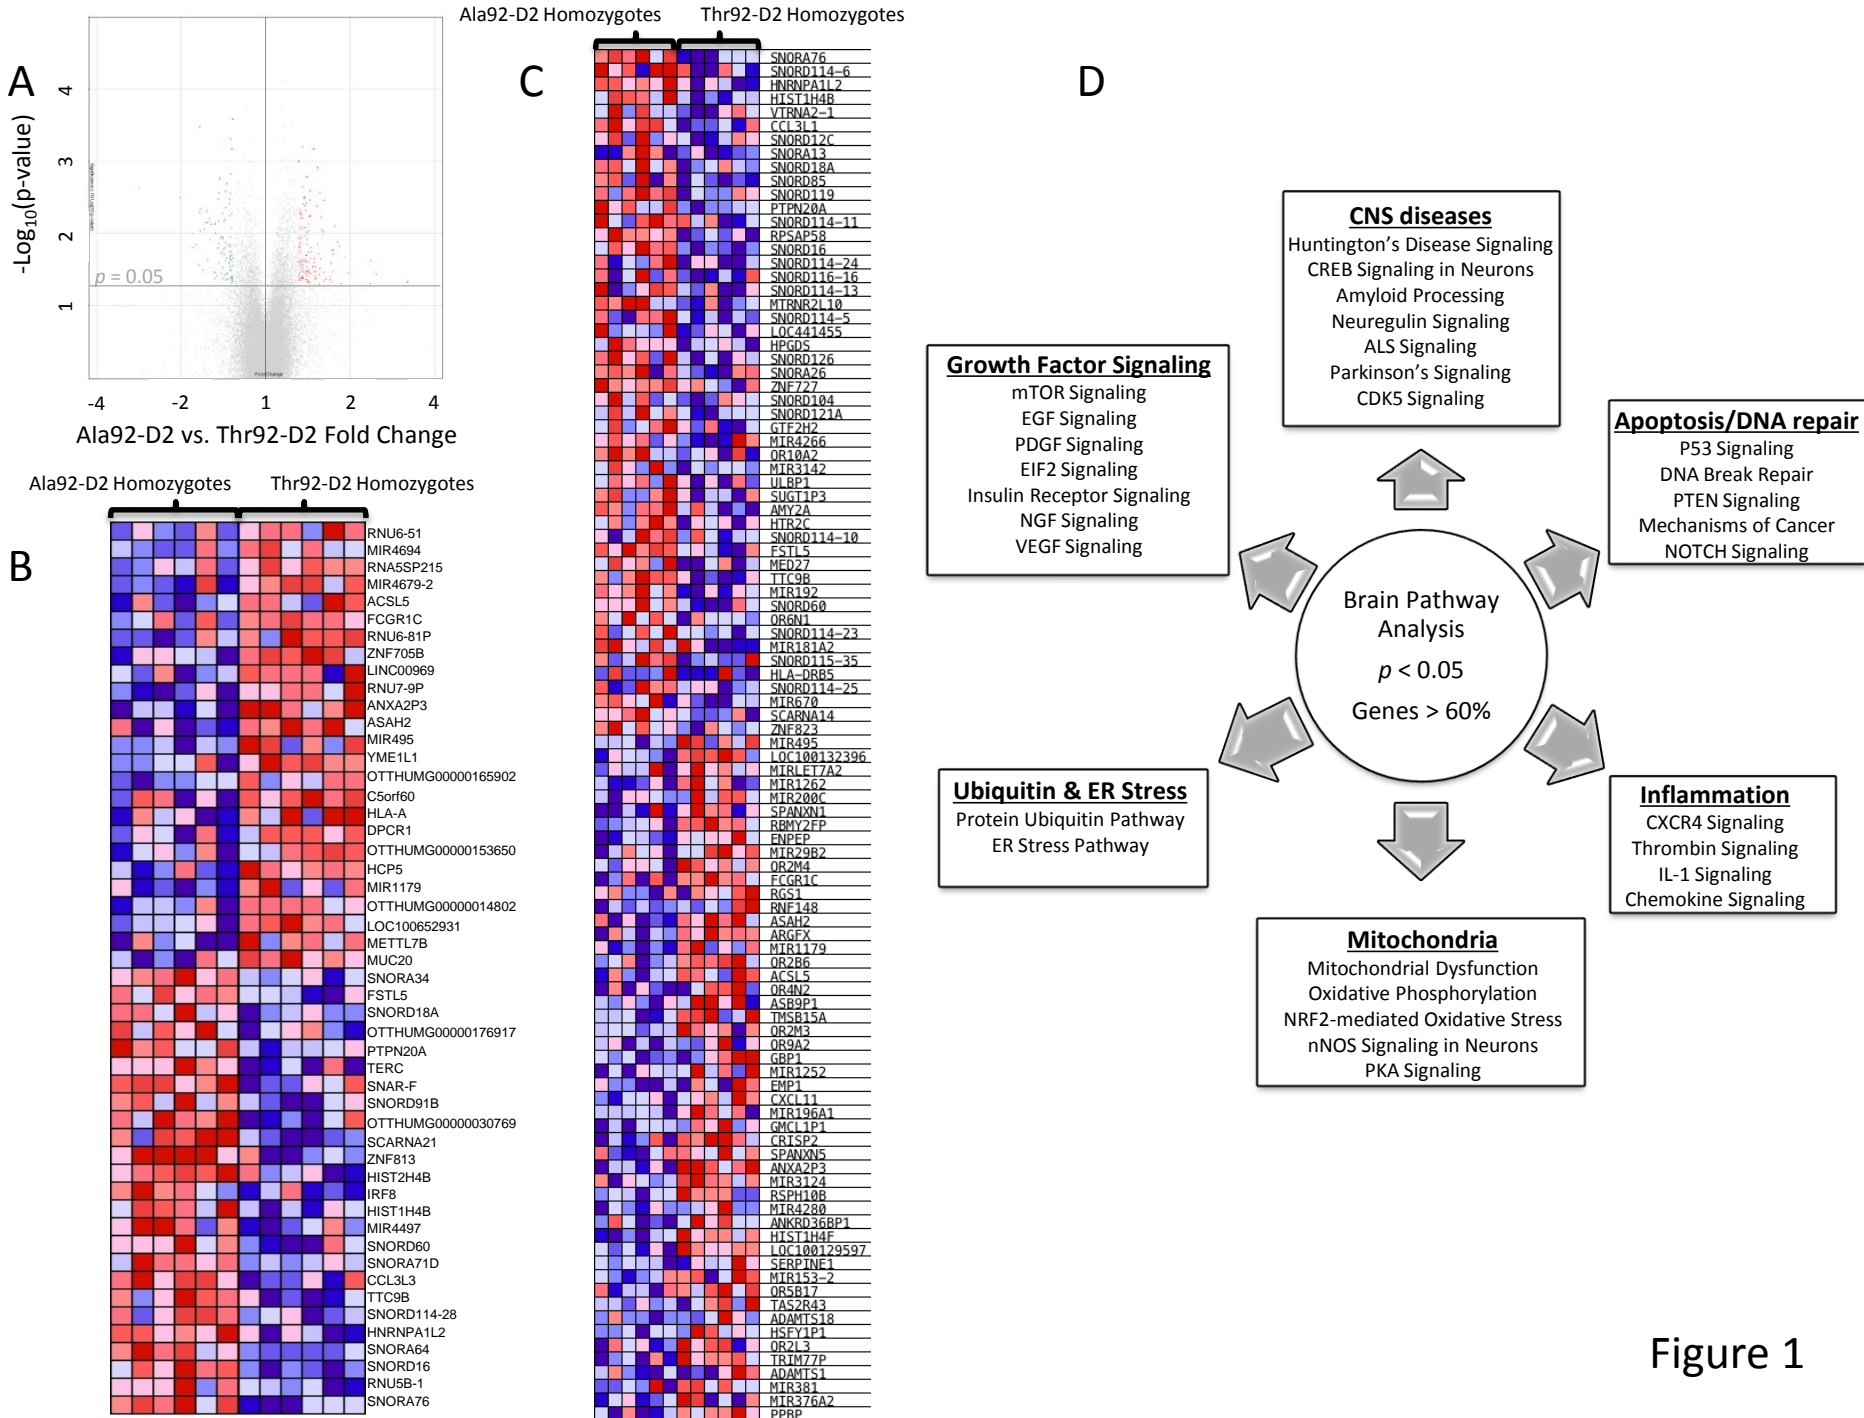 A
4
3
2
1
-Log10(p-value)
p = 0.05
Fold Change
-4
-2
1
2
4
Ala92-D2 vs. Thr92-D2 Fold Change
B
Ala92-D2 Homozygotes
Thr92-D2 Homozygotes
RNU6-51
MIR4694
RNA5SP215
MIR4679-2
ACSL5
FCGR1C
RNU6-81P
ZNF705B
LINC00969
RNU7-9P
ANXA2P3
ASAH2
MIR495
YME1L1
OTTHUMG00000165902
C5orf60
HLA-A
DPCR1
OTTHUMG00000153650
HCP5
MIR1179
OTTHUMG00000014802
LOC100652931
METTL7B
MUC20
SNORA34
FSTL5
SNORD18A
OTTHUMG00000176917
PTPN20A
TERC
SNAR-F
SNORD91B
OTTHUMG00000030769
SCARNA21
ZNF813
HIST2H4B
IRF8
HIST1H4B
MIR4497
SNORD60
SNORA71D
CCL3L3
TTC9B
SNORD114-28
HNRNPA1L2
SNORA64
SNORD16
RNU5B-1
SNORA76
C
Ala92-D2 Homozygotes
Thr92-D2 Homozygotes
SNORA76
SNORD114-6
HNRNPA1L2
HIST1H4B
VTRNA2-1
CCL3L1
SNORD12C
SNORA13
SNORD18A
SNORD85
SNORD119
PTPN20A
SNORD114-11
RPSAP58
SNORD16
SNORD114-24
SNORD116-16
SNORD114-13
MTRNR2L10
SNORD114-5
LOC441455
HPGDS
SNORD126
SNORA26
ZNF727
SNORD104
SNORD121A
GTF2H2
MIR4266
OR10A2
MIR3142
ULBP1
SUGT1P3
AMY2A
HTR2C
SNORD114-10
FSTL5
MED27
TTC9B
MIR192
SNORD60
OR6N1
SNORD114-23
MIR181A2
SNORD115-35
HLA-DRB5
SNORD114-25
MIR670
SCARNA14
ZNF823
MIR495
LOC100132396
MIRLET7A2
MIR1262
MIR200C
SPANXN1
RBMY2FP
ENPEP
MIR29B2
OR2M4
FCGR1C
RGS1
RNF148
ASAH2
ARGFX
MIR1179
OR2B6
ACSL5
OR4N2
ASB9P1
TMSB15A
OR2M3
OR9A2
GBP1
MIR1252
EMP1
CXCL11
MIR196A1
GMCL1P1
CRISP2
SPANXN5
ANXA2P3
MIR3124
RSPH10B
MIR4280
ANKRD36BP1
HIST1H4F
LOC100129597
SERPINE1
MIR153-2
OR5B17
TAS2R43
ADAMTS18
HSFY1P1
OR2L3
TRIM77P
ADAMTS1
MIR381
MIR376A2
PPBP
D
CNS diseases
Huntington's Disease Signaling
CREB Signaling in Neurons
Amyloid Processing
Neuregulin Signaling
ALS Signaling
Parkinson's Signaling
CDK5 Signaling
Growth Factor Signaling
mTOR Signaling
EGF Signaling
PDGF Signaling
EIF2 Signaling
Insulin Receptor Signaling
NGF Signaling
VEGF Signaling
Apoptosis/DNA repair
P53 Signaling
DNA Break Repair
PTEN Signaling
Mechanisms of Cancer
NOTCH Signaling
Brain Pathway
Analysis
p < 0.05
Genes > 60%
Ubiquitin & ER Stress
Protein Ubiquitin Pathway
ER Stress Pathway
Inflammation
CXCR4 Signaling
Thrombin Signaling
IL-1 Signaling
Chemokine Signaling
Mitochondria
Mitochondrial Dysfunction
Oxidative Phosphorylation
NRF2-mediated Oxidative Stress
nNOS Signaling in Neurons
PKA Signaling
Figure 1